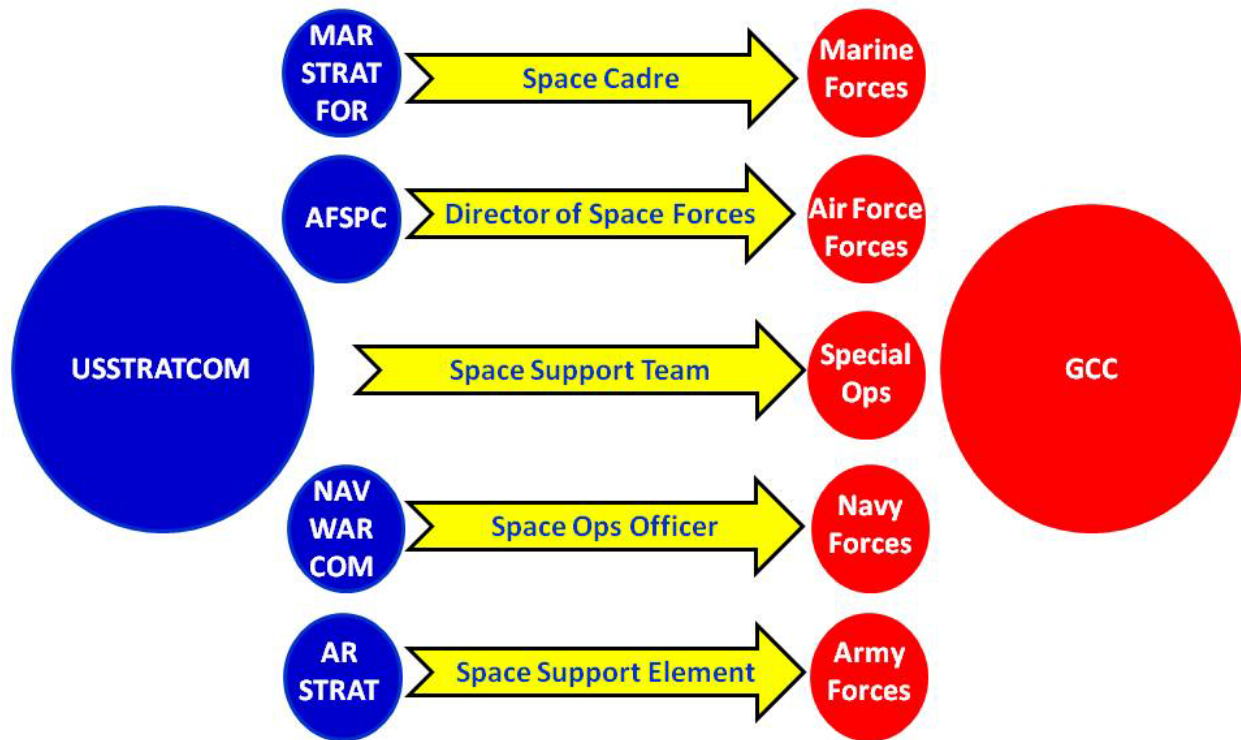 MAR
STRAT
FOR
Space Cadre
Marine
Forces
AFSPC
Director of Space Forces
Air Force
Forces
USSTRATCOM
Space Support Team
Special
Ops
GCC
NAV
WAR
COM
Space Ops Officer
Navy
Forces
AR
STRAT
Space Support Element
Army
Forces